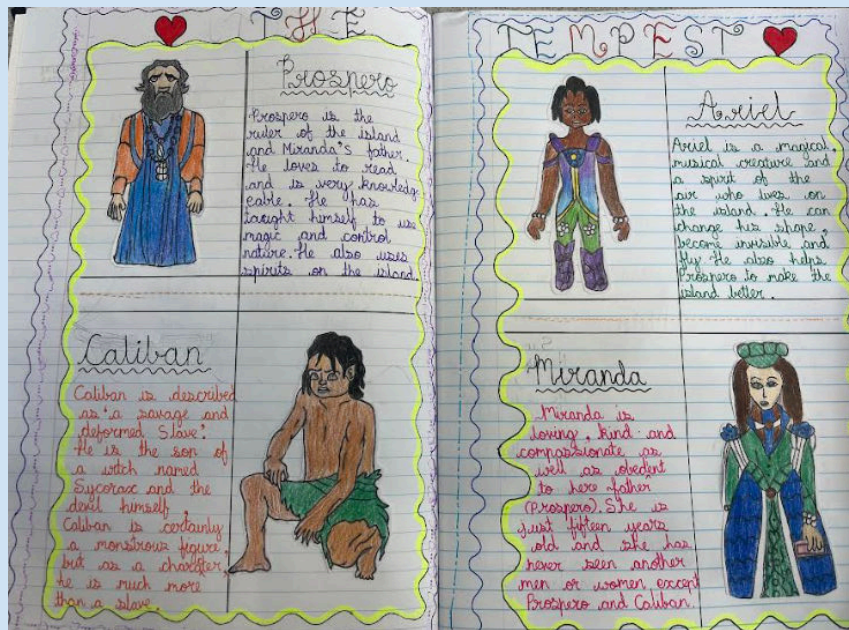 THE
Prospero
Prospero is the
ruler of the island
and Miranda's father.
He loves to read
and is very knowledg
eable. He has
taught himself to use
magic and control
nature. He also uses
spirits on the island.
Caliban
Caliban is described
as 'a savage and
deformed Slave'.
He is the son of
a witch named
Sycorax and the
devil himself.
Caliban is certainly
a monstrous figure,
but as a character,
he is much more
than a slave.
TEMPEST
Ariel
Ariel is a magical,
musical creature and
a spirit of the
air who lives on
the island. He can
change his shape,
become invisible and
fly. He also helps
Prospero to make the
island better.
Miranda
Miranda is
loving, kind and
compassionate as
well as obedent
to here father
(Prospero). She is
just fifteen years
old and she has
never seen another
men or women except
Prospero and Caliban.